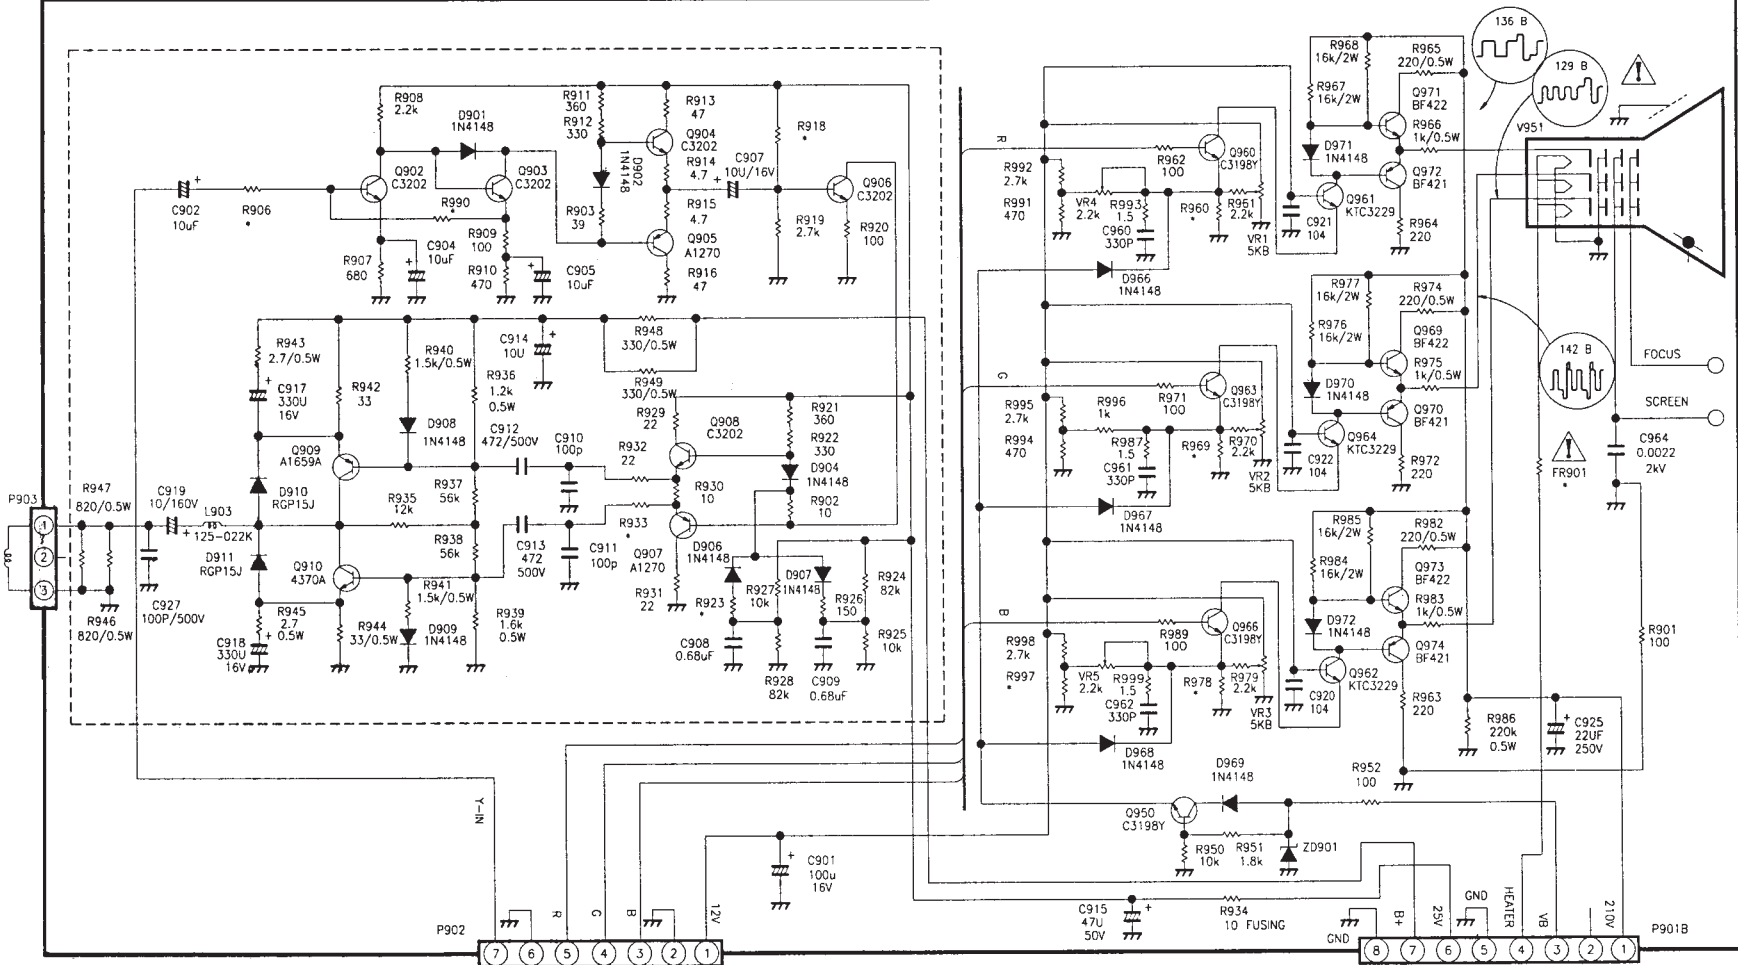 136 B
129 B
142 B
V951
FOCUS
SCREEN
C964
0.0022
2kV
FR901
*
R901
100
R908
2.2k
D901
1N4148
Q902
C3202
Q903
C3202
R990
*
C902
10uF
R906
*
C904
10uF
R907
680
R909
100
R910
470
C905
10uF
R911
360
R912
330
D902
1N4148
R903
39
R913
47
Q904
C3202
R914
4.7
C907
10U/16V
R915
4.7
Q905
A1270
R916
47
R918
*
R919
2.7k
Q906
C3202
R920
100
R943
2.7/0.5W
C917
330U
16V
R942
33
R940
1.5k/0.5W
R936
1.2k
0.5W
C914
10U
R948
330/0.5W
R949
330/0.5W
D908
1N4148
Q909
A1659A
C912
472/500V
C910
100p
R929
22
R932
22
Q908
C3202
R921
360
R922
330
D904
1N4148
R930
10
R902
10
D910
RGP15J
R935
12k
R937
56k
P903
1
2
3
R947
820/0.5W
C919
10/160V
L903
125-022K
D911
RGP15J
Q910
4370A
R938
56k
C913
472
500V
C911
100p
R933
*
Q907
A1270
R931
22
D906
1N4148
R923
*
R927
10k
D907
1N4148
R926
150
R924
82k
R925
10k
C908
0.68uF
R928
82k
C909
0.68uF
R946
820/0.5W
C927
100P/500V
C918
330U
16V
R945
2.7
0.5W
R944
33/0.5W
R941
1.5k/0.5W
D909
1N4148
R939
1.6k
0.5W
R
G
B
R992
2.7k
R991
470
VR4
2.2k
R993
1.5
C960
330P
R962
100
Q960
C3198Y
R960
*
R961
2.2k
VR1
5KB
C921
104
Q961
KTC3229
D966
1N4148
R968
16k/2W
R967
16k/2W
D971
1N4148
R965
220/0.5W
Q971
BF422
R966
1k/0.5W
Q972
BF421
R964
220
R995
2.7k
R994
470
R996
1k
R987
1.5
C961
330P
R971
100
Q963
C3198Y
R969
*
R970
2.2k
VR2
5KB
C922
104
Q964
KTC3229
D967
1N4148
R977
16k/2W
R976
16k/2W
D970
1N4148
R974
220/0.5W
Q969
BF422
R975
1k/0.5W
Q970
BF421
R972
220
R998
2.7k
R997
*
VR5
2.2k
R999
1.5
C962
330P
R989
100
Q966
C3198Y
R978
*
R979
2.2k
VR3
5KB
C920
104
Q962
KTC3229
D968
1N4148
R985
16k/2W
R984
16k/2W
D972
1N4148
R982
220/0.5W
Q973
BF422
R983
1k/0.5W
Q974
BF421
R963
220
R986
220k
0.5W
C925
22UF
250V
D969
1N4148
R952
100
Q950
C3198Y
R950
10k
R951
1.8k
ZD901
C901
100u
16V
C915
47U
50V
R934
10 FUSING
Y-IN
R
G
B
12V
P902
7
6
5
4
3
2
1
GND
B+
25V
GND
HEATER
VB
210V
8
7
6
5
4
3
2
1
P901B